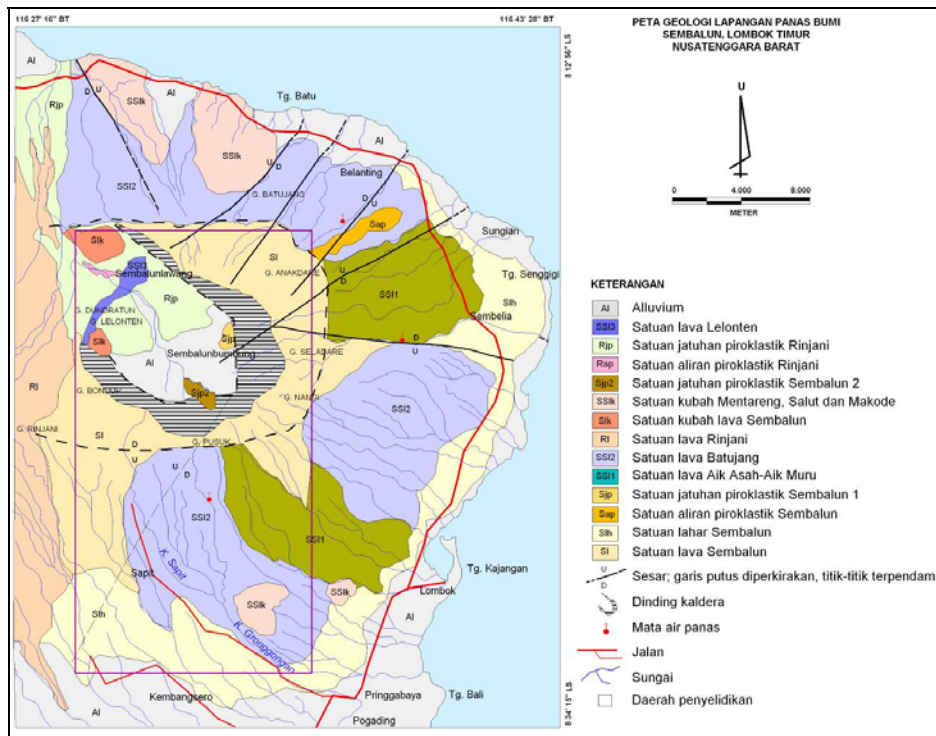 116 27' 16" BT
116 43' 28" BT
8 12' 56" LS
8 34' 15" LS
PETA GEOLOGI LAPANGAN PANAS BUMI
SEMBALUN, LOMBOK TIMUR
NUSATENGGARA BARAT
U
0 4.000 8.000
METER
Al
Rjp
D
U
SSlk
Al
Tg. Batu
SSlk
Al
SSl2
U
D
Belanting
G. BATUJANG
D
U
Sap
Slk
Sl
Sungian
SSl3
Sembalunlawang
G. ANAKDARE
U
D
Tg. Senggigi
SSl1
Rjp
Slh
G. DUNDRATUN
G. LELONTEN
Sembelia
Slk
Sjp
D
U
Sembalunbumbung
G. SELADARE
Al
Rl
Sjp2
G. BONDUP
G. NANGI
SSl2
G. RINJANI
Sl
D
U
G. PUSUK
U
D
SSl2
SSl1
K. Sapit
Sapit
Tg. Kajangan
SSlk
SSlk
Lombok
Slh
Al
K. Gronggongan
Kembangsero
Pringgabaya
Tg. Bali
Al
Pogading
KETERANGAN
Al Alluvium
SSl3 Satuan lava Lelonten
Rjp Satuan jatuhan piroklastik Rinjani
Rap Satuan aliran piroklastik Rinjani
Sjp2 Satuan jatuhan piroklastik Sembalun 2
SSlk Satuan kubah Mentareng, Salut dan Makode
Slk Satuan kubah lava Sembalun
Rl Satuan lava Rinjani
SSl2 Satuan lava Batujang
SSl1 Satuan lava Aik Asah-Aik Muru
Sjp Satuan jatuhan piroklastik Sembalun 1
Sap Satuan aliran piroklastik Sembalun
Slh Satuan lahar Sembalun
Sl Satuan lava Sembalun
U
D
Sesar; garis putus diperkirakan, titik-titik terpendam
Dinding kaldera
Mata air panas
Jalan
Sungai
Daerah penyelidikan